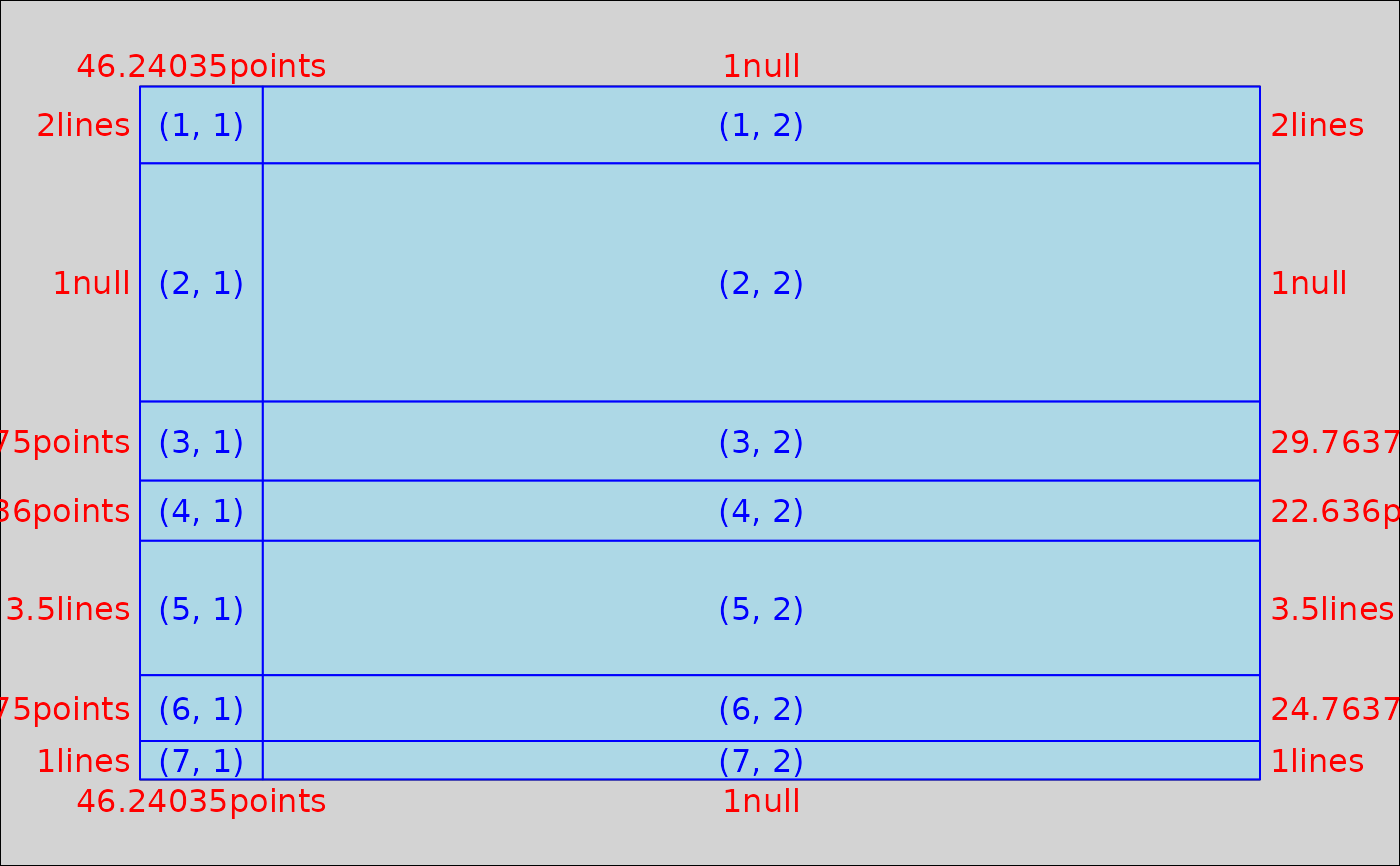 46.24035points 1null
2lines (1, 1) (1, 2) 2lines
1null (2, 1) (2, 2) 1null
75points (3, 1) (3, 2) 29.7637
36points (4, 1) (4, 2) 22.636p
3.5lines (5, 1) (5, 2) 3.5lines
75points (6, 1) (6, 2) 24.7637
1lines (7, 1) (7, 2) 1lines
46.24035points 1null